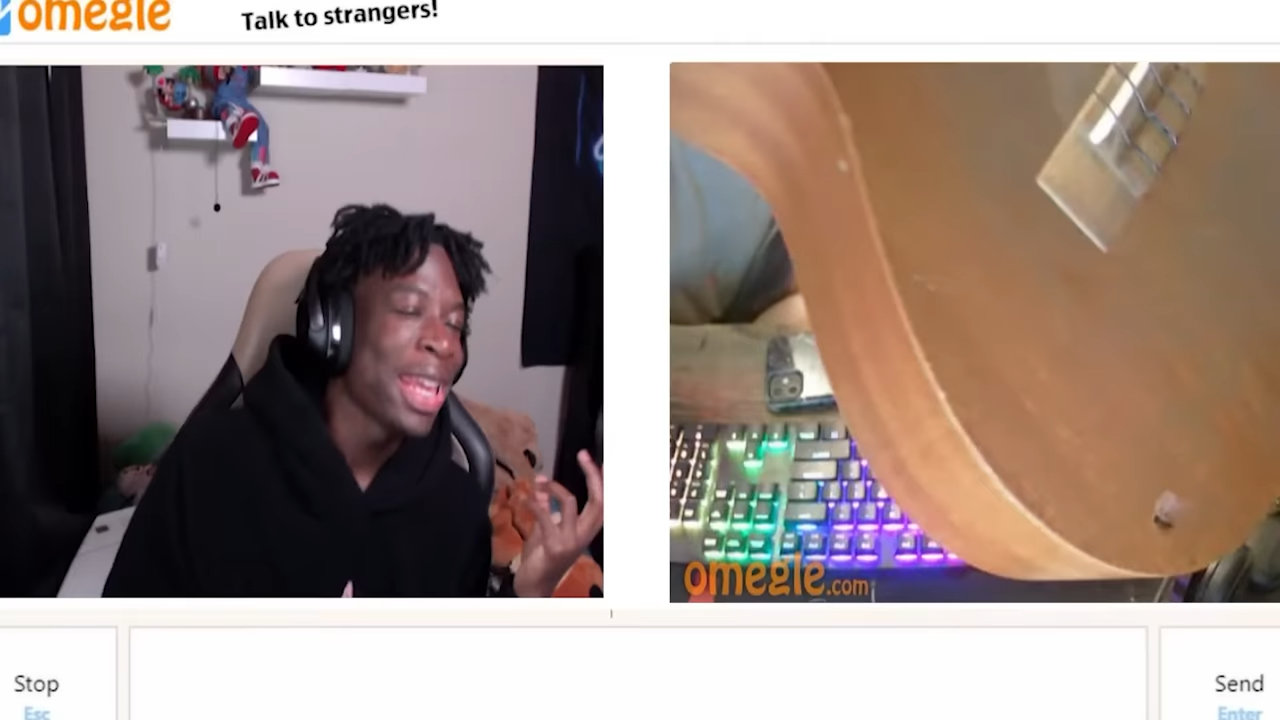 omegle
Talk to strangers!
omegle.com
Stop
Esc
Send
Enter